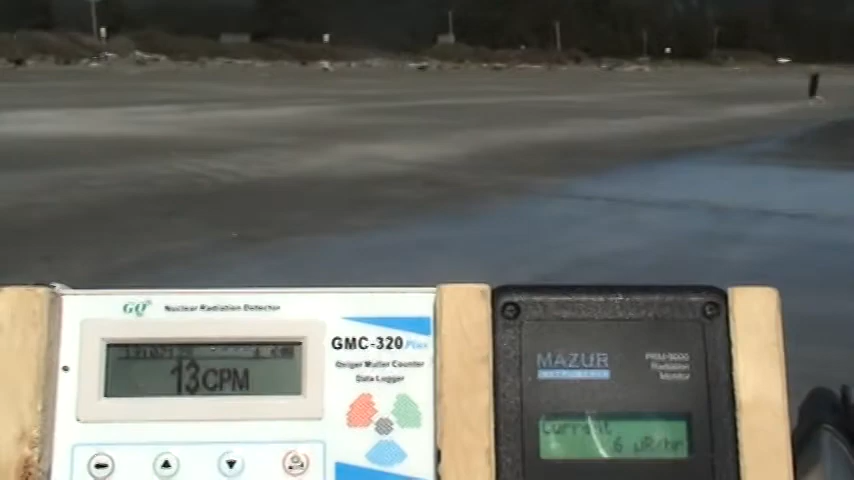 GQ Nuclear Radiation Detector
GMC-320 Plus
Geiger Muller Counter
Data Logger
13 CPM
MAZUR
INSTRUMENTS
PRM-9000
Radiation
Monitor
Current
6 µR/hr